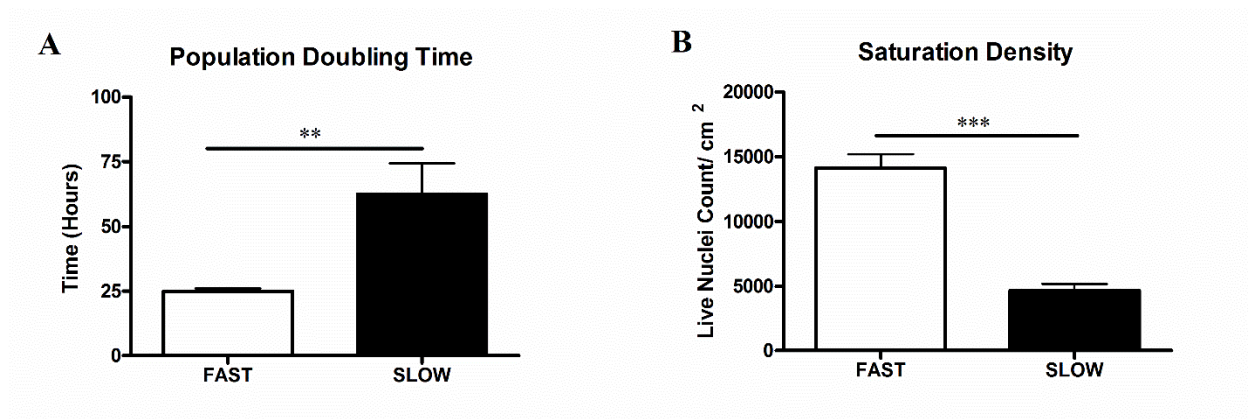 A
Population Doubling Time
Time (Hours)
100
75
50
25
0
**
FAST SLOW
B
Saturation Density
Live Nuclei Count/ cm 2
20000
15000
10000
5000
0
***
FAST SLOW